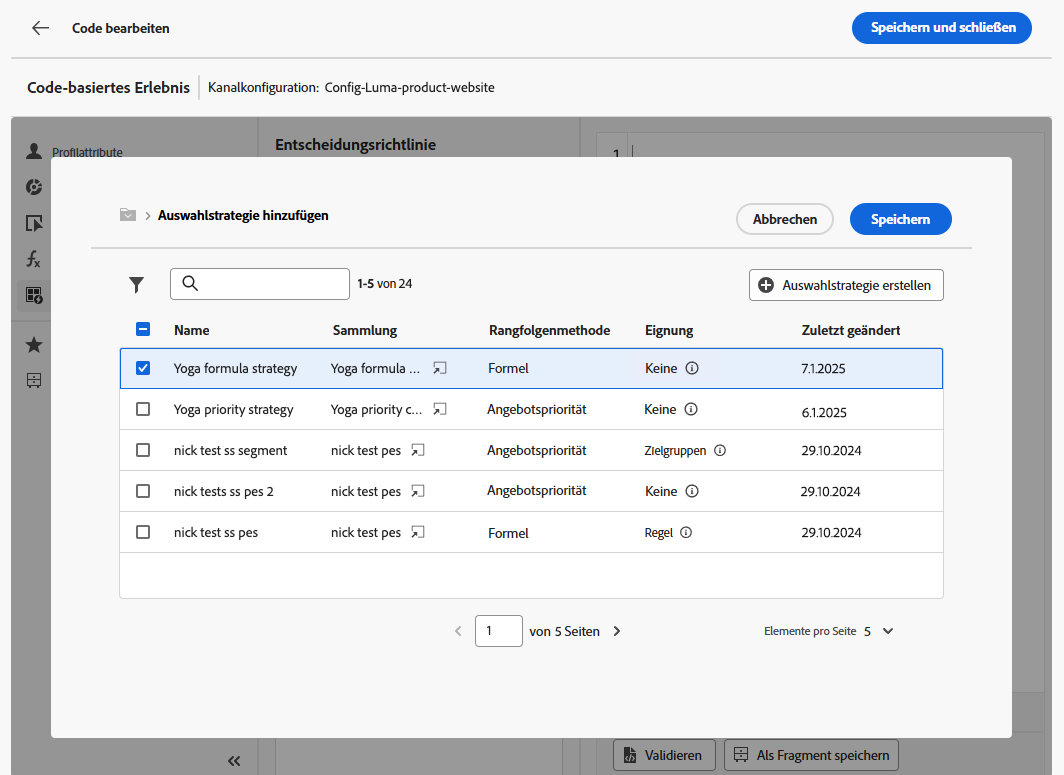 Code bearbeiten
Speichern und schließen
Code-basiertes Erlebnis Kanalkonfiguration: Config-Luma-product-website
Profilattribute
Entscheidungsrichtlinie
1
Auswahlstrategie hinzufügen
Abbrechen
Speichern
1-5 von 24
Auswahlstrategie erstellen
Name Sammlung Rangfolgenmethode Eignung Zuletzt geändert
Yoga formula strategy Yoga formula ... Formel Keine 7.1.2025
Yoga priority strategy Yoga priority c... Angebotspriorität Keine 6.1.2025
nick test ss segment nick test pes Angebotspriorität Zielgruppen 29.10.2024
nick tests ss pes 2 nick test pes Angebotspriorität Keine 29.10.2024
nick test ss pes nick test pes Formel Regel 29.10.2024
1 von 5 Seiten
Elemente pro Seite 5
Validieren
Als Fragment speichern